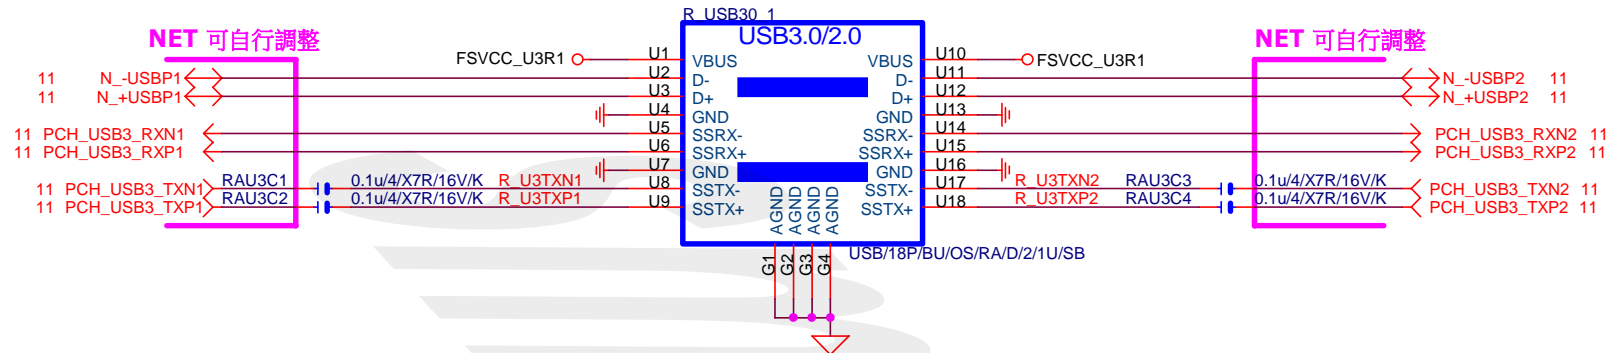 R_USB30_1
NET 可自行調整
USB3.0/2.0
NET 可自行調整
FSVCC_U3R1 U1 VBUS VBUS U10 FSVCC_U3R1
11 N_-USBP1 U2 D- D- U11 N_-USBP2 11
11 N_+USBP1 U3 D+ D+ U12 N_+USBP2 11
U4 GND GND U13
11 PCH_USB3_RXN1 U5 SSRX- SSRX- U14 PCH_USB3_RXN2 11
11 PCH_USB3_RXP1 U6 SSRX+ SSRX+ U15 PCH_USB3_RXP2 11
U7 GND GND U16
11 PCH_USB3_TXN1 RAU3C1 0.1u/4/X7R/16V/K R_U3TXN1 U8 SSTX- SSTX- U17 R_U3TXN2 RAU3C3 0.1u/4/X7R/16V/K PCH_USB3_TXN2 11
11 PCH_USB3_TXP1 RAU3C2 0.1u/4/X7R/16V/K R_U3TXP1 U9 SSTX+ SSTX+ U18 R_U3TXP2 RAU3C4 0.1u/4/X7R/16V/K PCH_USB3_TXP2 11
AGND AGND AGND AGND
G1 G2 G3 G4
USB/18P/BU/OS/RA/D/2/1U/SB